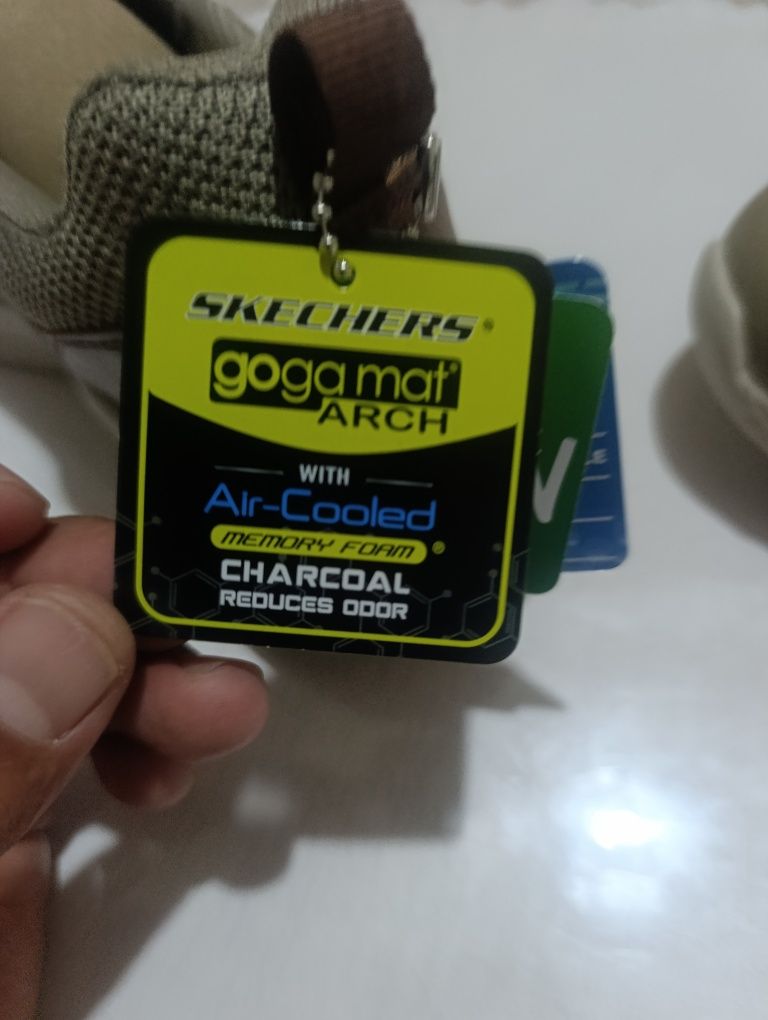 SKECHERS®
goga mat®
ARCH
WITH
Air-Cooled
MEMORY FOAM®
CHARCOAL
REDUCES ODOR